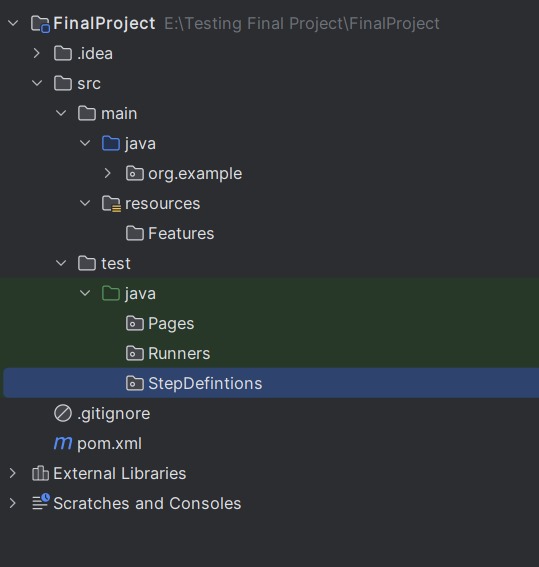 FinalProject E:\Testing Final Project\FinalProject
.idea
src
main
java
org.example
resources
Features
test
java
Pages
Runners
StepDefintions
.gitignore
m pom.xml
External Libraries
Scratches and Consoles